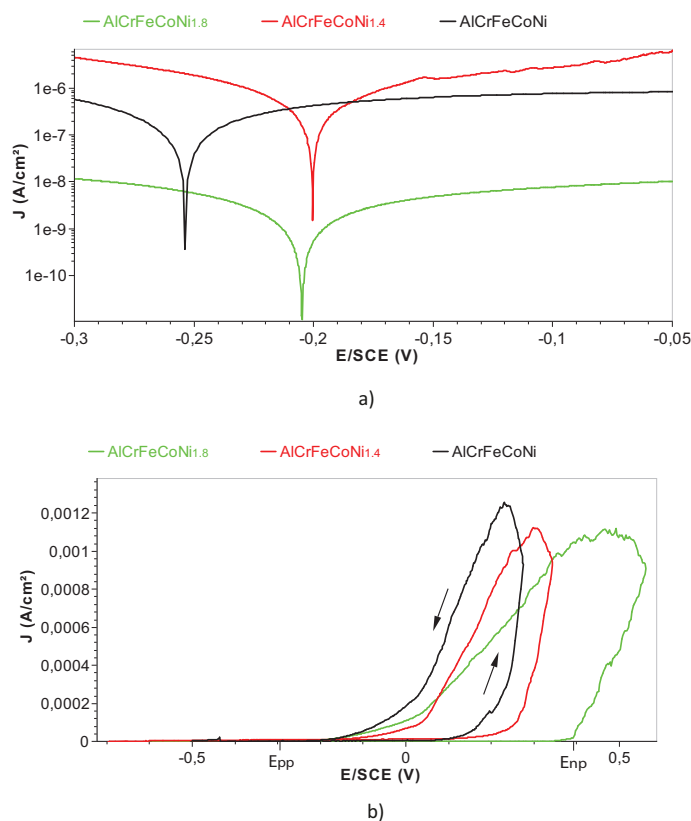 AlCrFeCoNi1.8 AlCrFeCoNi1.4 AlCrFeCoNi
J (A/cm²)
1e-6
1e-7
1e-8
1e-9
1e-10
-0,3 -0,25 -0,2 -0,15 -0,1 -0,05
E/SCE (V)
a)
AlCrFeCoNi1.8 AlCrFeCoNi1.4 AlCrFeCoNi
J (A/cm²)
0,0012
0,001
0,0008
0,0006
0,0004
0,0002
0
-0,5 0 0,5
Epp Enp
E/SCE (V)
b)